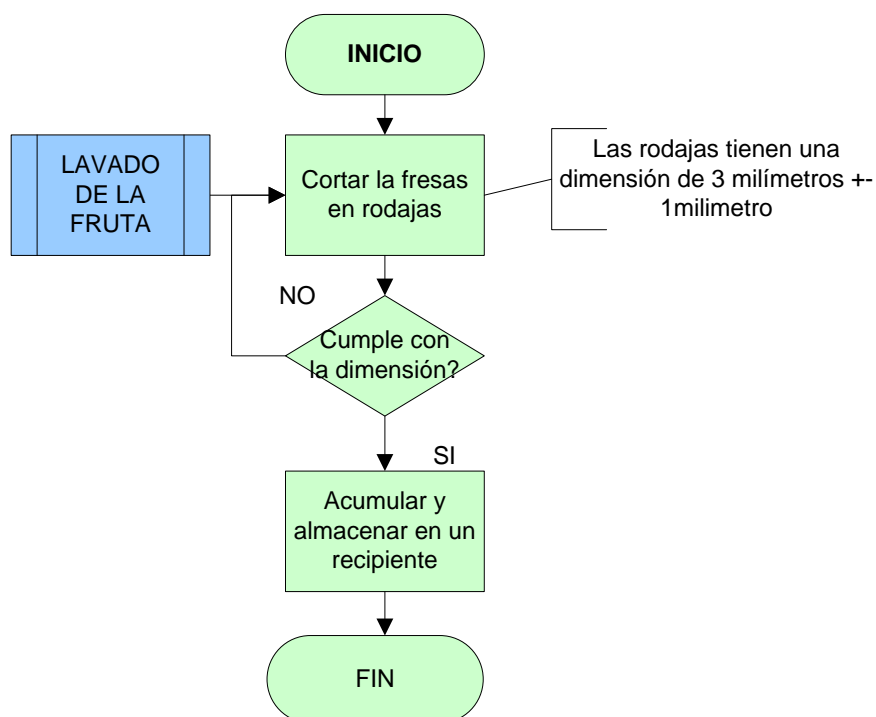 INICIO
LAVADO
DE LA
FRUTA
Cortar la fresas
en rodajas
Las rodajas tienen una
dimensión de 3 milímetros +-
1milimetro
NO
Cumple con
la dimensión?
SI
Acumular y
almacenar en un
recipiente
FIN